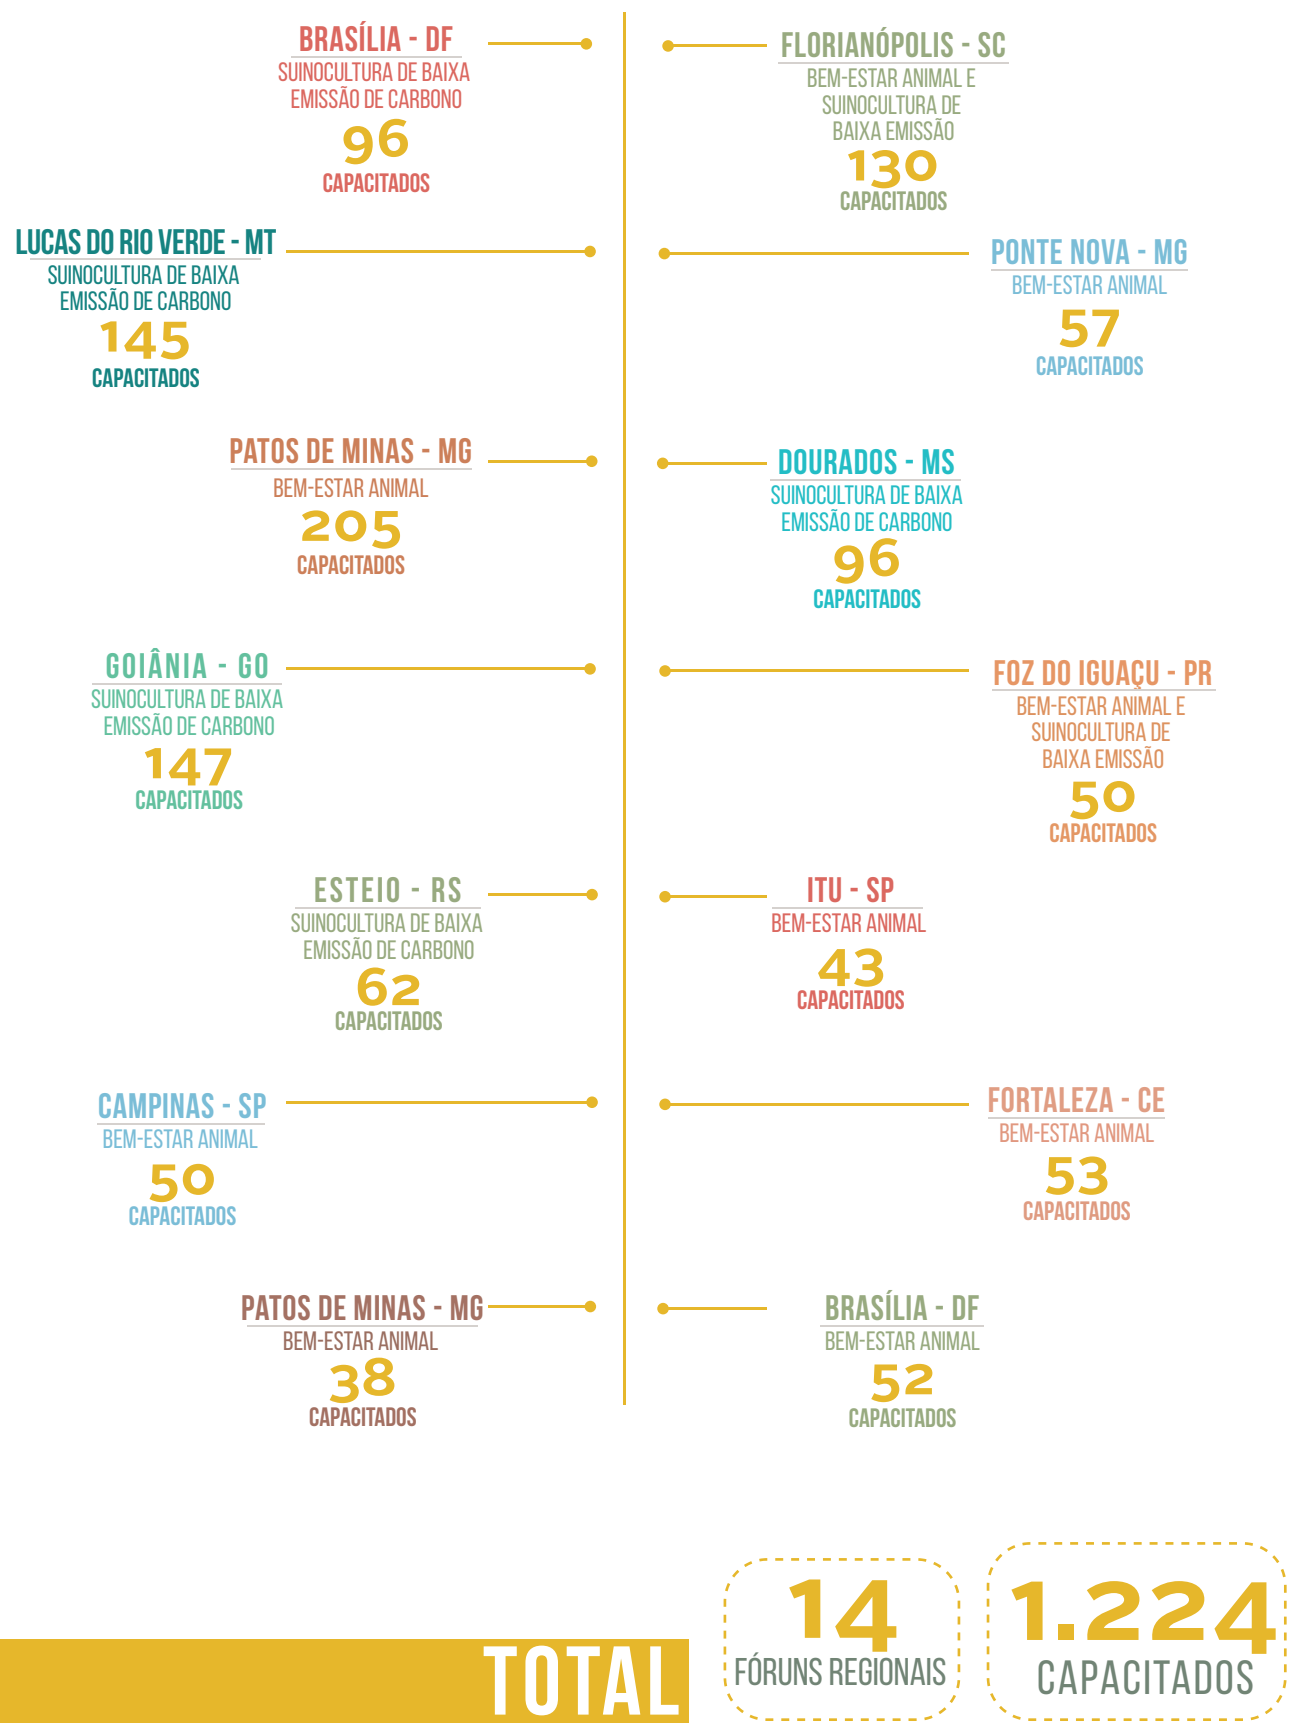 BRASÍLIA - DF
SUINOCULTURA DE BAIXA
EMISSÃO DE CARBONO
96
CAPACITADOS
FLORIANÓPOLIS - SC
BEM-ESTAR ANIMAL E
SUINOCULTURA DE
BAIXA EMISSÃO
130
CAPACITADOS
LUCAS DO RIO VERDE - MT
SUINOCULTURA DE BAIXA
EMISSÃO DE CARBONO
145
CAPACITADOS
PONTE NOVA - MG
BEM-ESTAR ANIMAL
57
CAPACITADOS
PATOS DE MINAS - MG
BEM-ESTAR ANIMAL
205
CAPACITADOS
DOURADOS - MS
SUINOCULTURA DE BAIXA
EMISSÃO DE CARBONO
96
CAPACITADOS
GOIÂNIA - GO
SUINOCULTURA DE BAIXA
EMISSÃO DE CARBONO
147
CAPACITADOS
FOZ DO IGUAÇU - PR
BEM-ESTAR ANIMAL E
SUINOCULTURA DE
BAIXA EMISSÃO
50
CAPACITADOS
ESTEIO - RS
SUINOCULTURA DE BAIXA
EMISSÃO DE CARBONO
62
CAPACITADOS
ITU - SP
BEM-ESTAR ANIMAL
43
CAPACITADOS
CAMPINAS - SP
BEM-ESTAR ANIMAL
50
CAPACITADOS
FORTALEZA - CE
BEM-ESTAR ANIMAL
53
CAPACITADOS
PATOS DE MINAS - MG
BEM-ESTAR ANIMAL
38
CAPACITADOS
BRASÍLIA - DF
BEM-ESTAR ANIMAL
52
CAPACITADOS
TOTAL
14
FÓRUNS REGIONAIS
1.224
CAPACITADOS